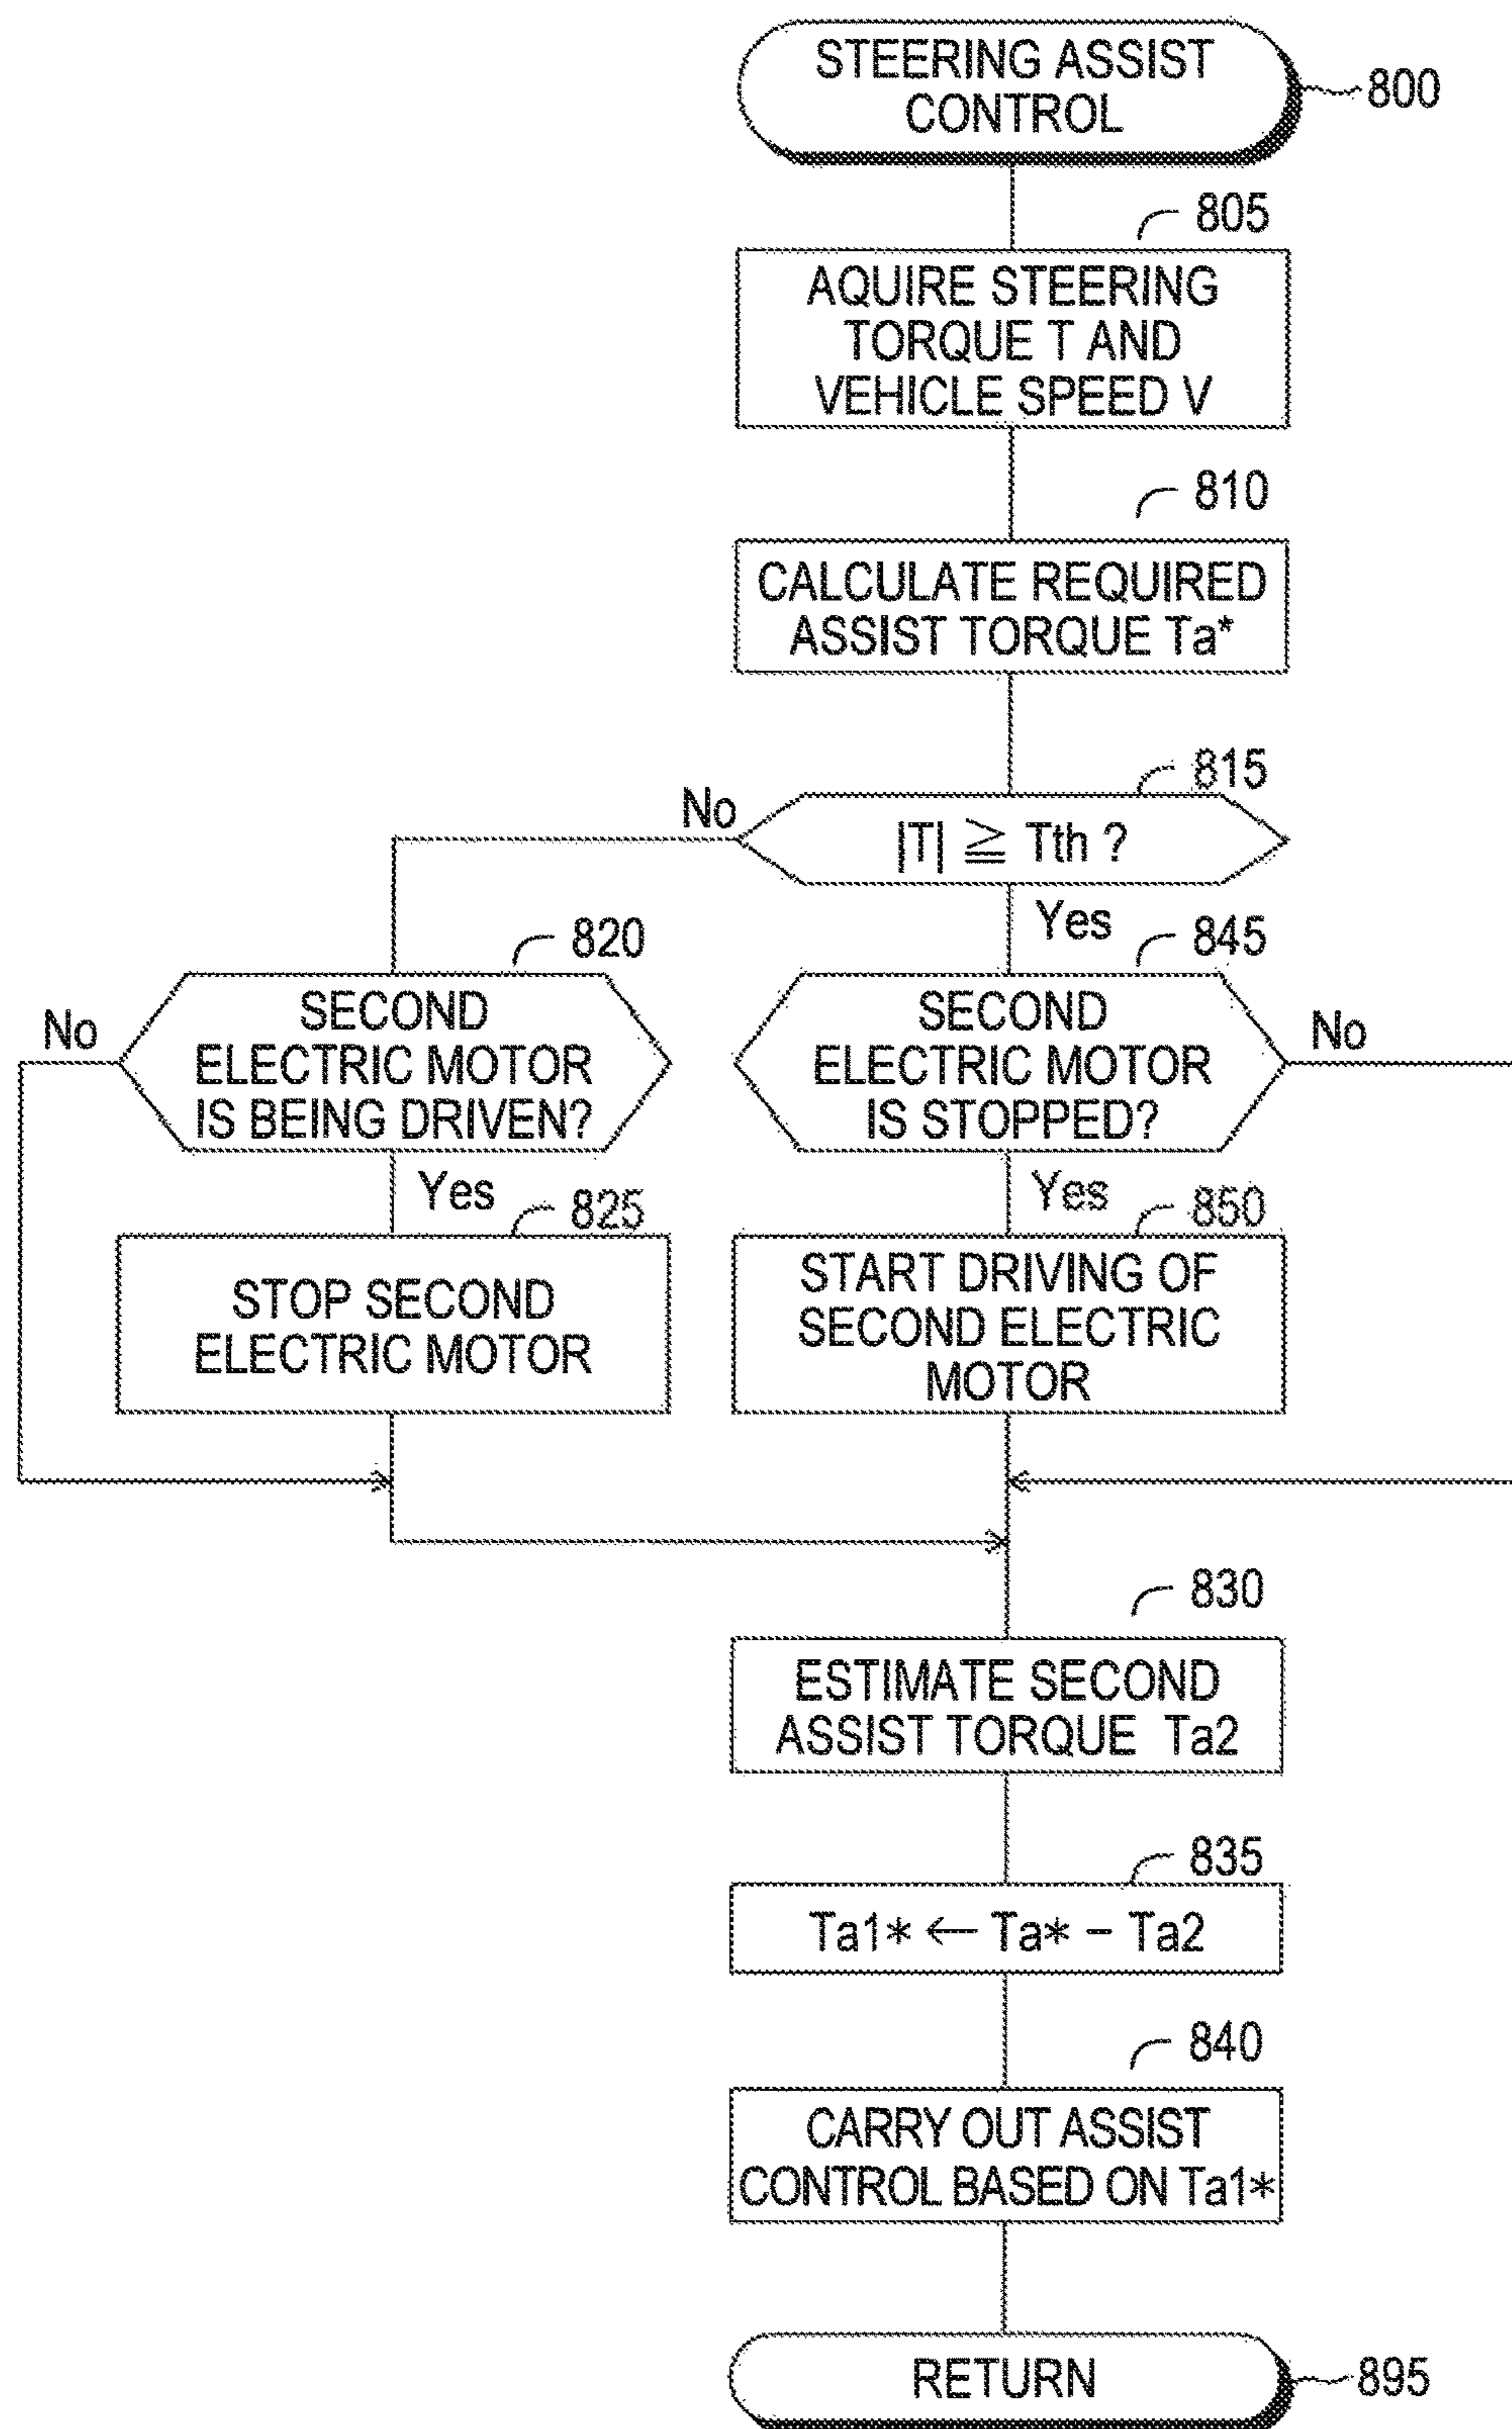 STEERING ASSIST
CONTROL
800
805
AQUIRE STEERING
TORQUE T AND
VEHICLE SPEED V
810
CALCULATE REQUIRED
ASSIST TORQUE Ta*
815
No
|T| ≧ Tth ?
Yes
820
845
No
SECOND
ELECTRIC MOTOR
IS BEING DRIVEN?
SECOND
ELECTRIC MOTOR
IS STOPPED?
No
Yes
825
Yes
850
STOP SECOND
ELECTRIC MOTOR
START DRIVING OF
SECOND ELECTRIC
MOTOR
830
ESTIMATE SECOND
ASSIST TORQUE Ta2
835
Ta1* ← Ta* − Ta2
840
CARRY OUT ASSIST
CONTROL BASED ON Ta1*
RETURN
895